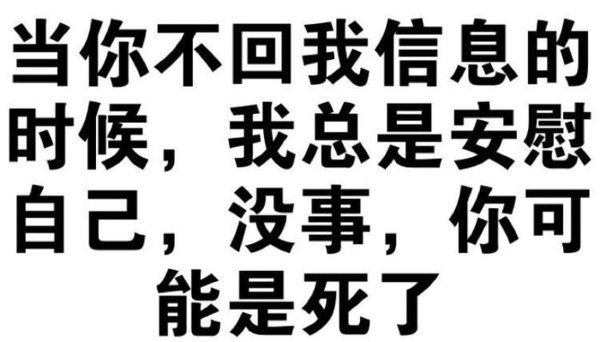 当你不回我信息的
时候，我总是安慰
自己，没事，你可
能是死了